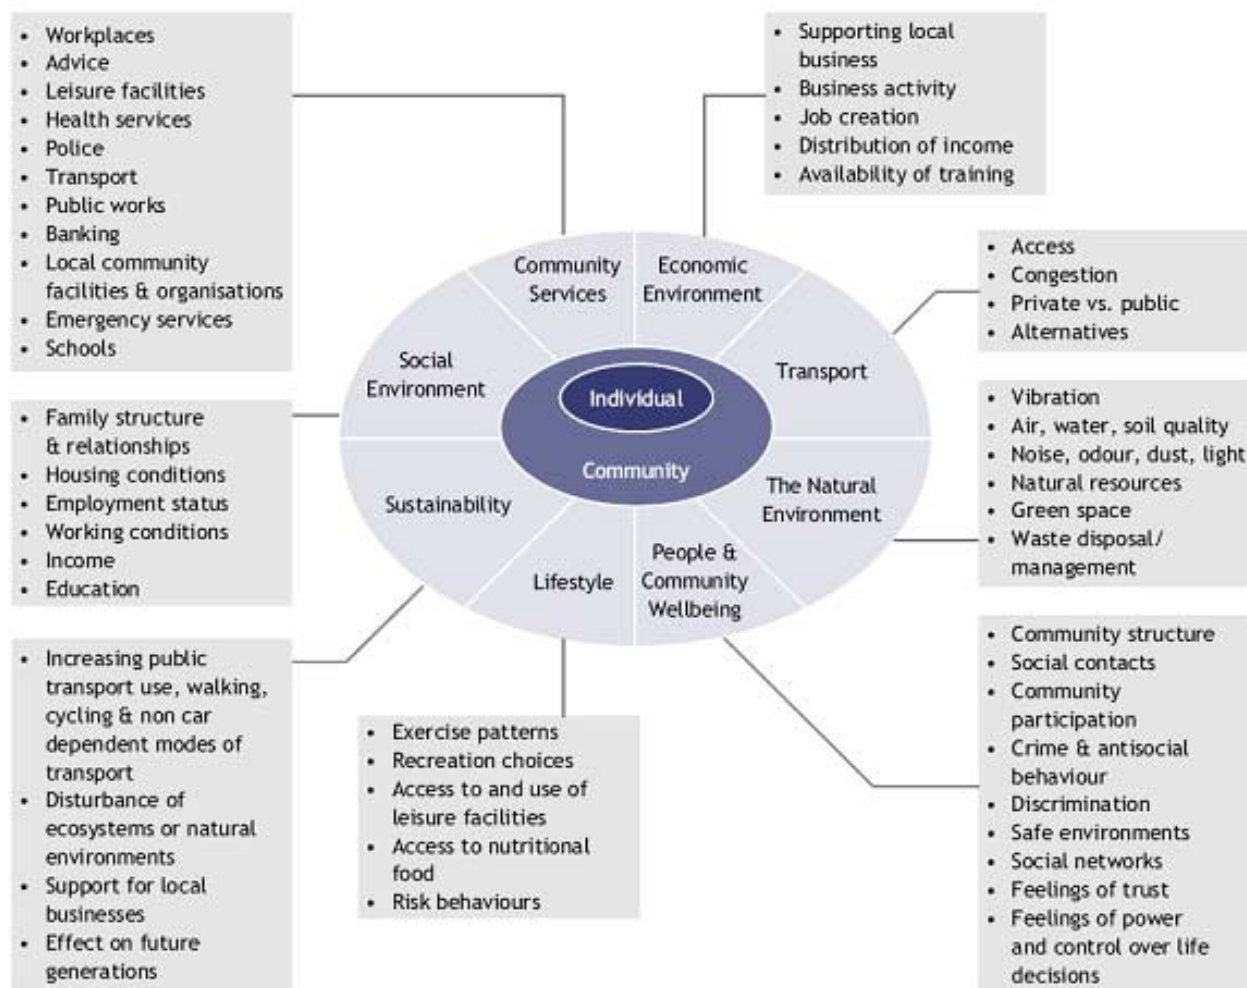 • Workplaces
• Advice
• Leisure facilities
• Health services
• Police
• Transport
• Public works
• Banking
• Local community
facilities & organisations
• Emergency services
• Schools
• Supporting local
business
• Business activity
• Job creation
• Distribution of income
• Availability of training
Community
Services
Economic
Environment
• Access
• Congestion
• Private vs. public
• Alternatives
Social
Environment
Transport
Individual
Community
• Family structure
& relationships
• Housing conditions
• Employment status
• Working conditions
• Income
• Education
• Vibration
• Air, water, soil quality
• Noise, odour, dust, light
• Natural resources
• Green space
• Waste disposal/
management
Sustainability
The Natural
Environment
Lifestyle
People &
Community
Wellbeing
• Increasing public
transport use, walking,
cycling & non car
dependent modes of
transport
• Disturbance of
ecosystems or natural
environments
• Support for local
businesses
• Effect on future
generations
• Exercise patterns
• Recreation choices
• Access to and use of
leisure facilities
• Access to nutritional
food
• Risk behaviours
• Community structure
• Social contacts
• Community
participation
• Crime & antisocial
behaviour
• Discrimination
• Safe environments
• Social networks
• Feelings of trust
• Feelings of power
and control over life
decisions